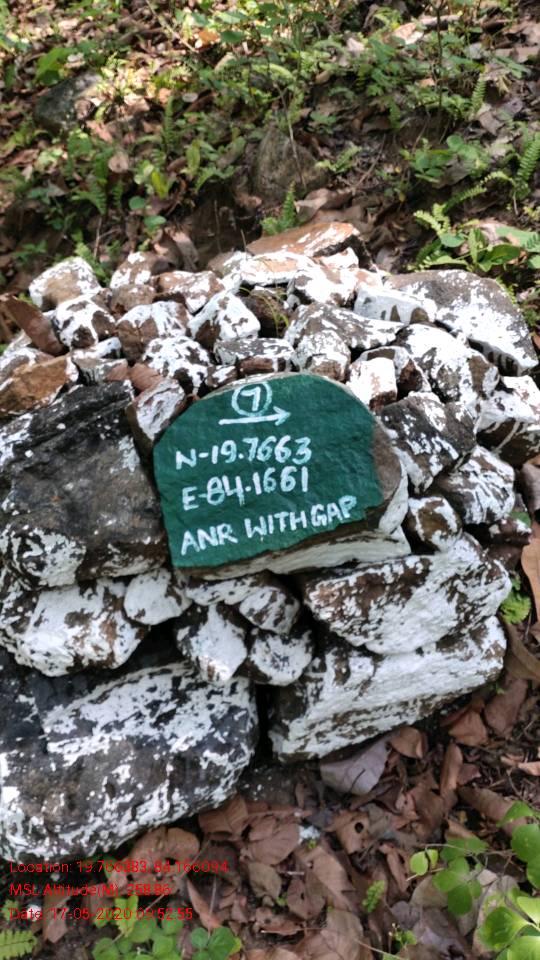 7
N-19.7663
E-84.1661
ANR WITH GAP
Location: 19.766283,84.166094
MSL Altitude(M): 258.86
Date: 17-05-2020 09:52:55